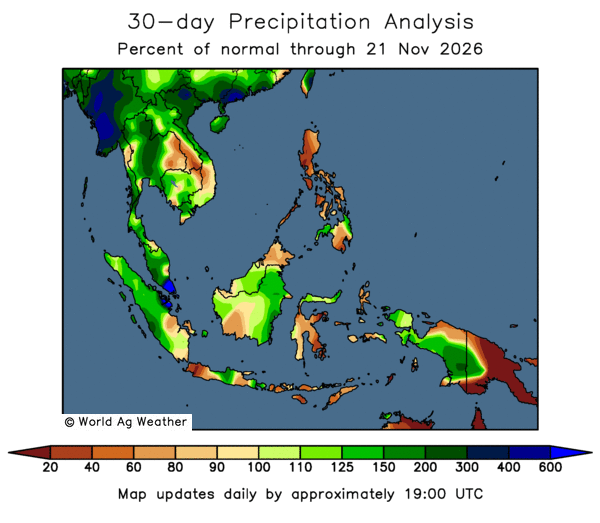 30-day Precipitation Analysis
Percent of normal through 21 Nov 2026
© World Ag Weather
20 40 60 80 90 100 110 125 150 200 300 400 600
Map updates daily by approximately 19:00 UTC